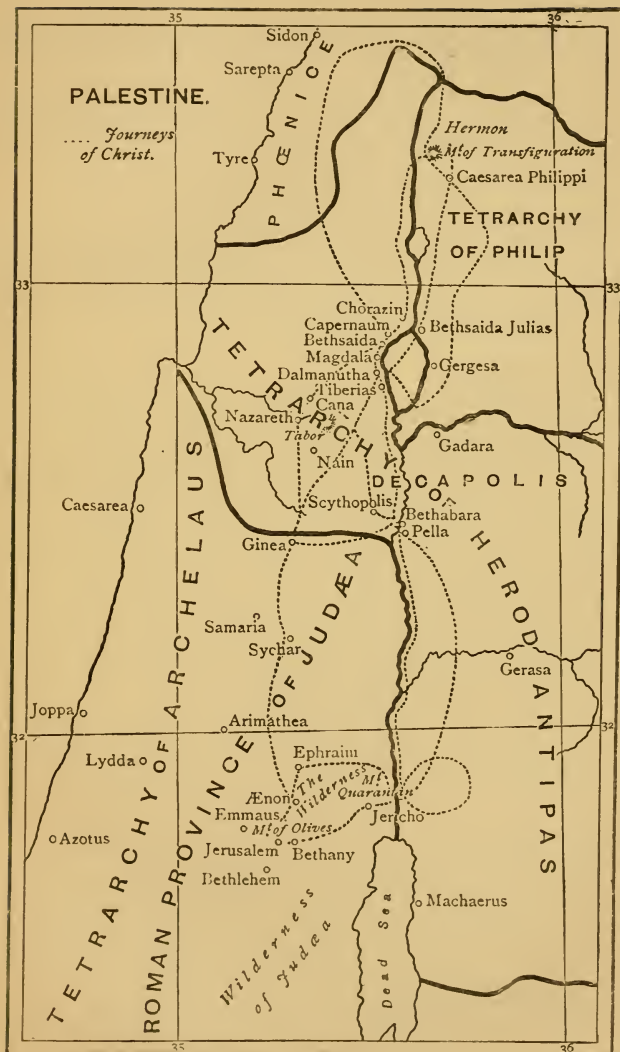 35
36
Sidon
Sarepta
PALESTINE.
.... Journeys
of Christ.
PHŒNICE
Hermon
Mt. of Transfiguration
Tyre
Caesarea Philippi
TETRARCHY
OF PHILIP
33
33
Chorazin
Capernaum
Bethsaida
Bethsaida Julias
Magdala
Gergesa
Dalmanutha
Tiberias
Cana
Nazareth
Tabor
Gadara
Nain
TETRARCHY OF HEROD ANTIPAS
DECAPOLIS
Scythopolis
Caesarea
Bethabara
Pella
Ginea
Samaria
Sychar
Gerasa
Joppa
Arimathea
32
32
Lydda
Ephraim
The
Wilderness
Mt.
Quarantin
ÆEnon
Emmaus
Jericho
Mt. of Olives
Azotus
Jerusalem
Bethany
Bethlehem
Machaerus
TETRARCHY OF ARCHELAUS
ROMAN PROVINCE OF JUDÆA
Wilderness
of Judæa
Dead Sea
35
36